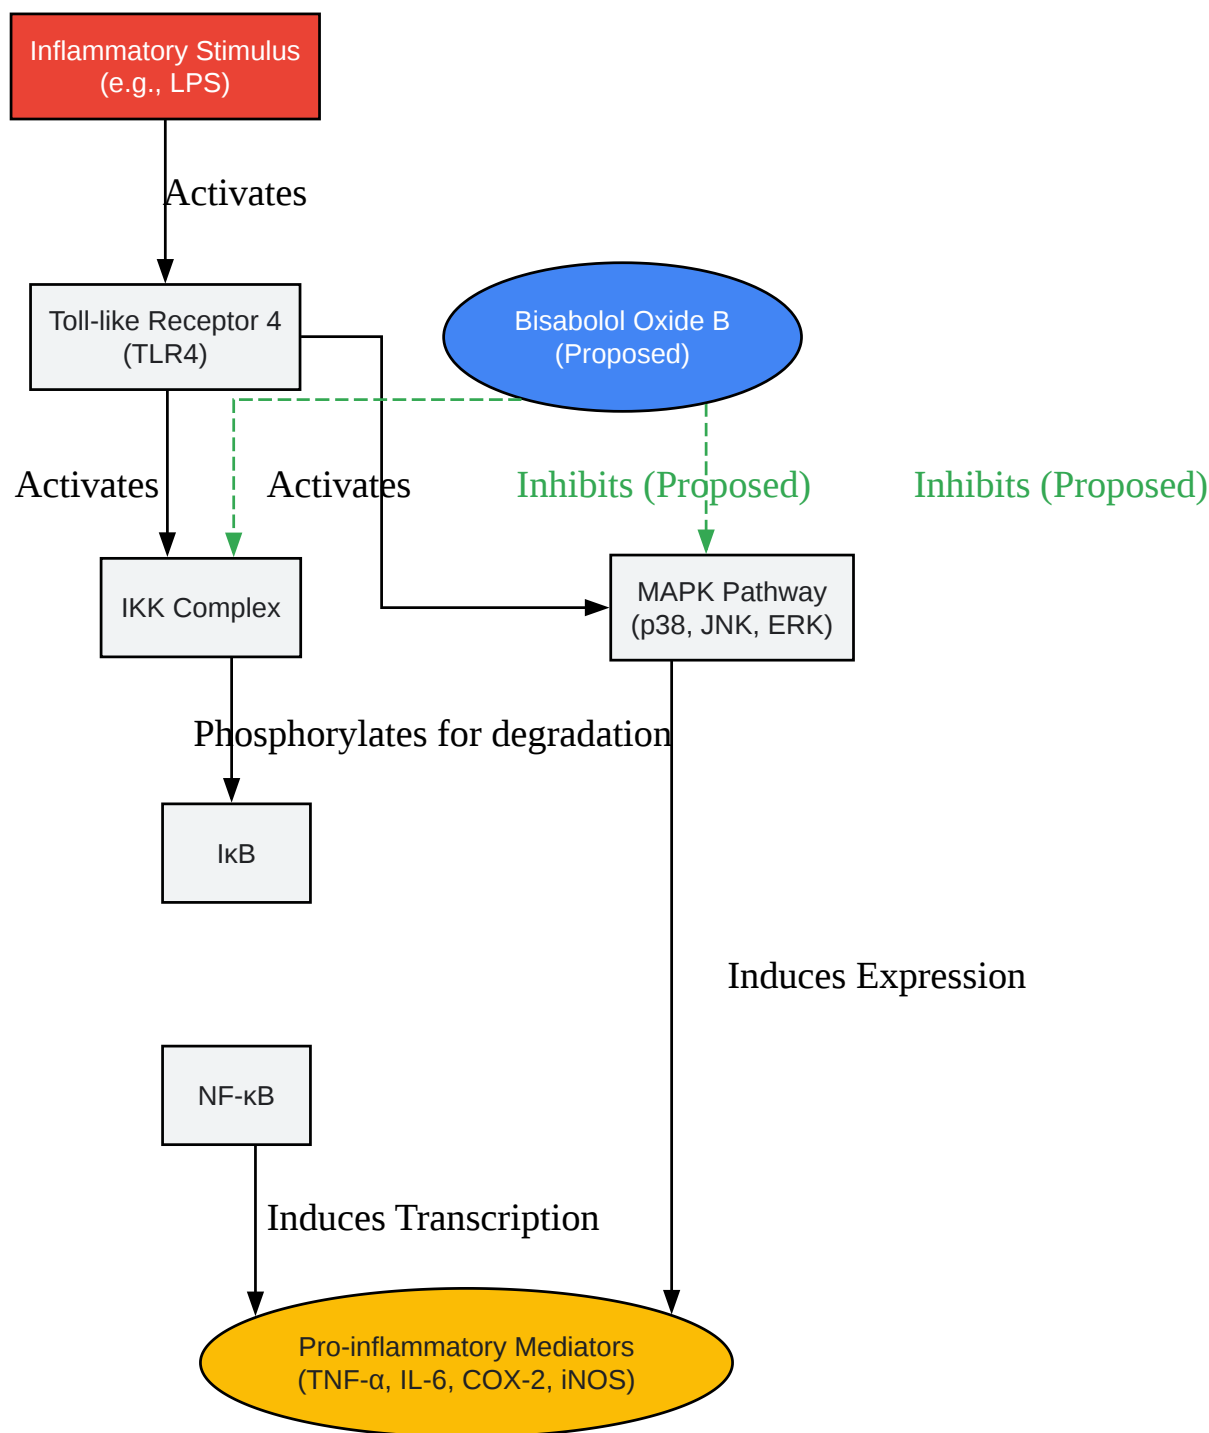 Inflammatory Stimulus
(e.g., LPS)
Activates
Toll-like Receptor 4
(TLR4)
Bisabolol Oxide B
(Proposed)
Activates
Activates
Inhibits (Proposed)
Inhibits (Proposed)
IKK Complex
MAPK Pathway
(p38, JNK, ERK)
Phosphorylates for degradation
IκB
Induces Expression
NF-κB
Induces Transcription
Pro-inflammatory Mediators
(TNF-α, IL-6, COX-2, iNOS)